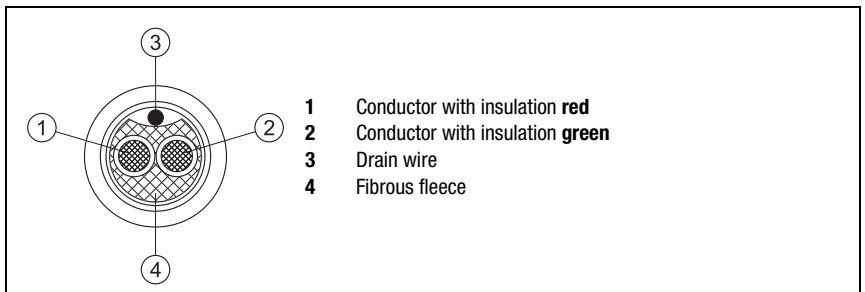 3
1
2
4
1 Conductor with insulation red
2 Conductor with insulation green
3 Drain wire
4 Fibrous fleece